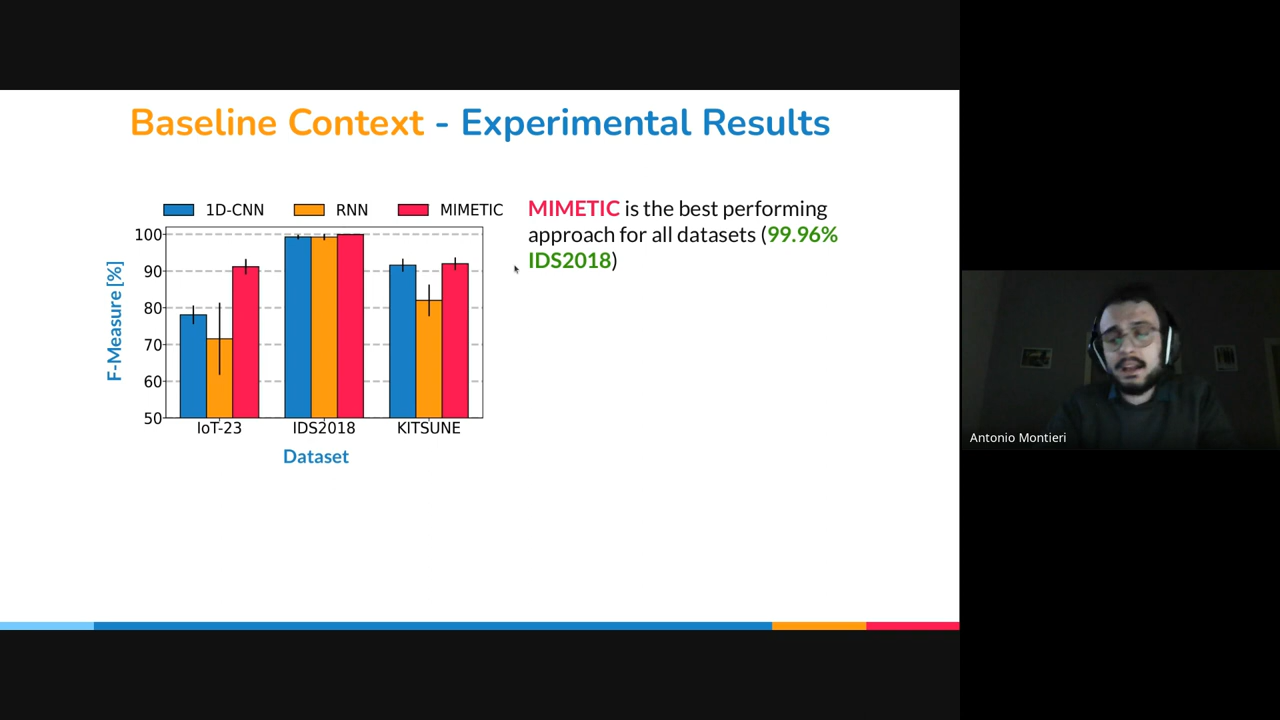 Baseline Context - Experimental Results
1D-CNN RNN MIMETIC
100
90
80
70
60
50
F-Measure [%]
IoT-23 IDS2018 KITSUNE
Dataset
MIMETIC is the best performing
approach for all datasets (99.96%
IDS2018)
Antonio Montieri